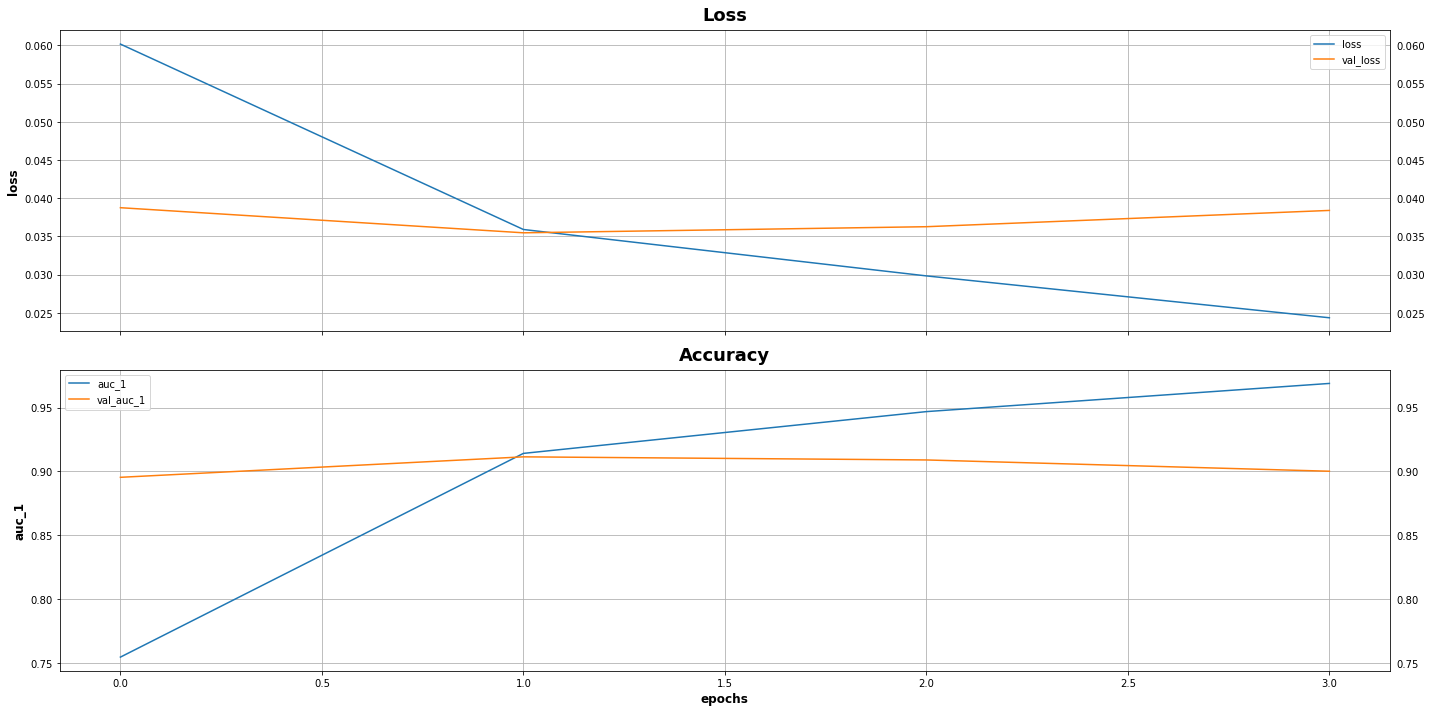 Loss
0.060 0.060
loss
val_loss
0.055 0.055
0.050 0.050
0.045 0.045
loss
0.040 0.040
0.035 0.035
0.030 0.030
0.025 0.025
Accuracy
auc_1
val_auc_1
0.95 0.95
0.90 0.90
auc_1
0.85 0.85
0.80 0.80
0.75 0.75
0.0 0.5 1.0 1.5 2.0 2.5 3.0
epochs